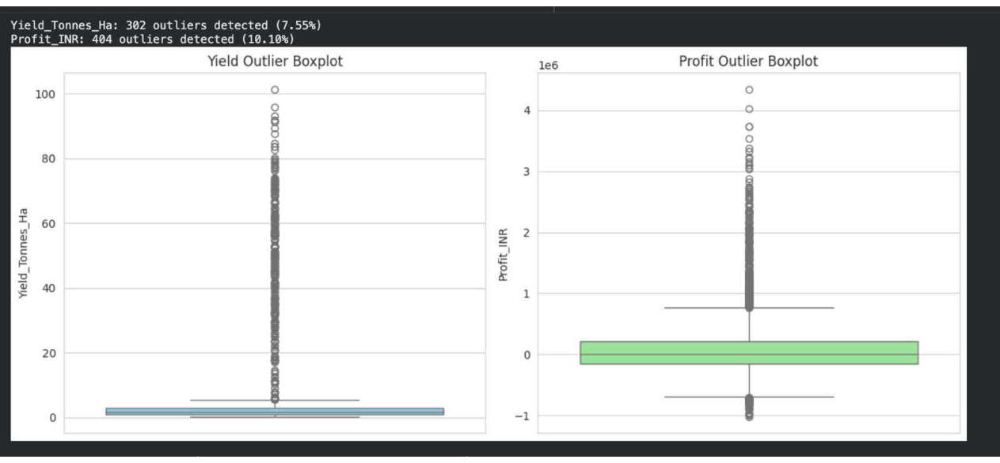 Yield_Tonnes_Ha: 302 outliers detected (7.55%)
Profit_INR: 404 outliers detected (10.10%)
Yield Outlier Boxplot
Yield_Tonnes_Ha
100
80
60
40
20
0
Profit Outlier Boxplot
1e6
Profit_INR
4
3
2
1
0
−1